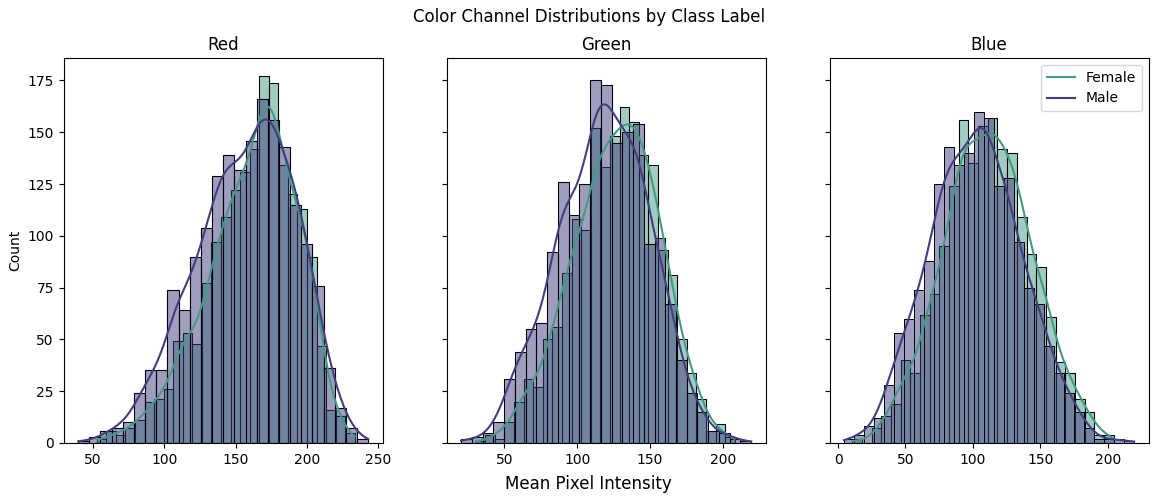 Color Channel Distributions by Class Label
Red
Green
Blue
Count
175
150
125
100
75
50
25
0
50
100
150
200
250
50
100
150
200
0
50
100
150
200
Female
Male
Mean Pixel Intensity